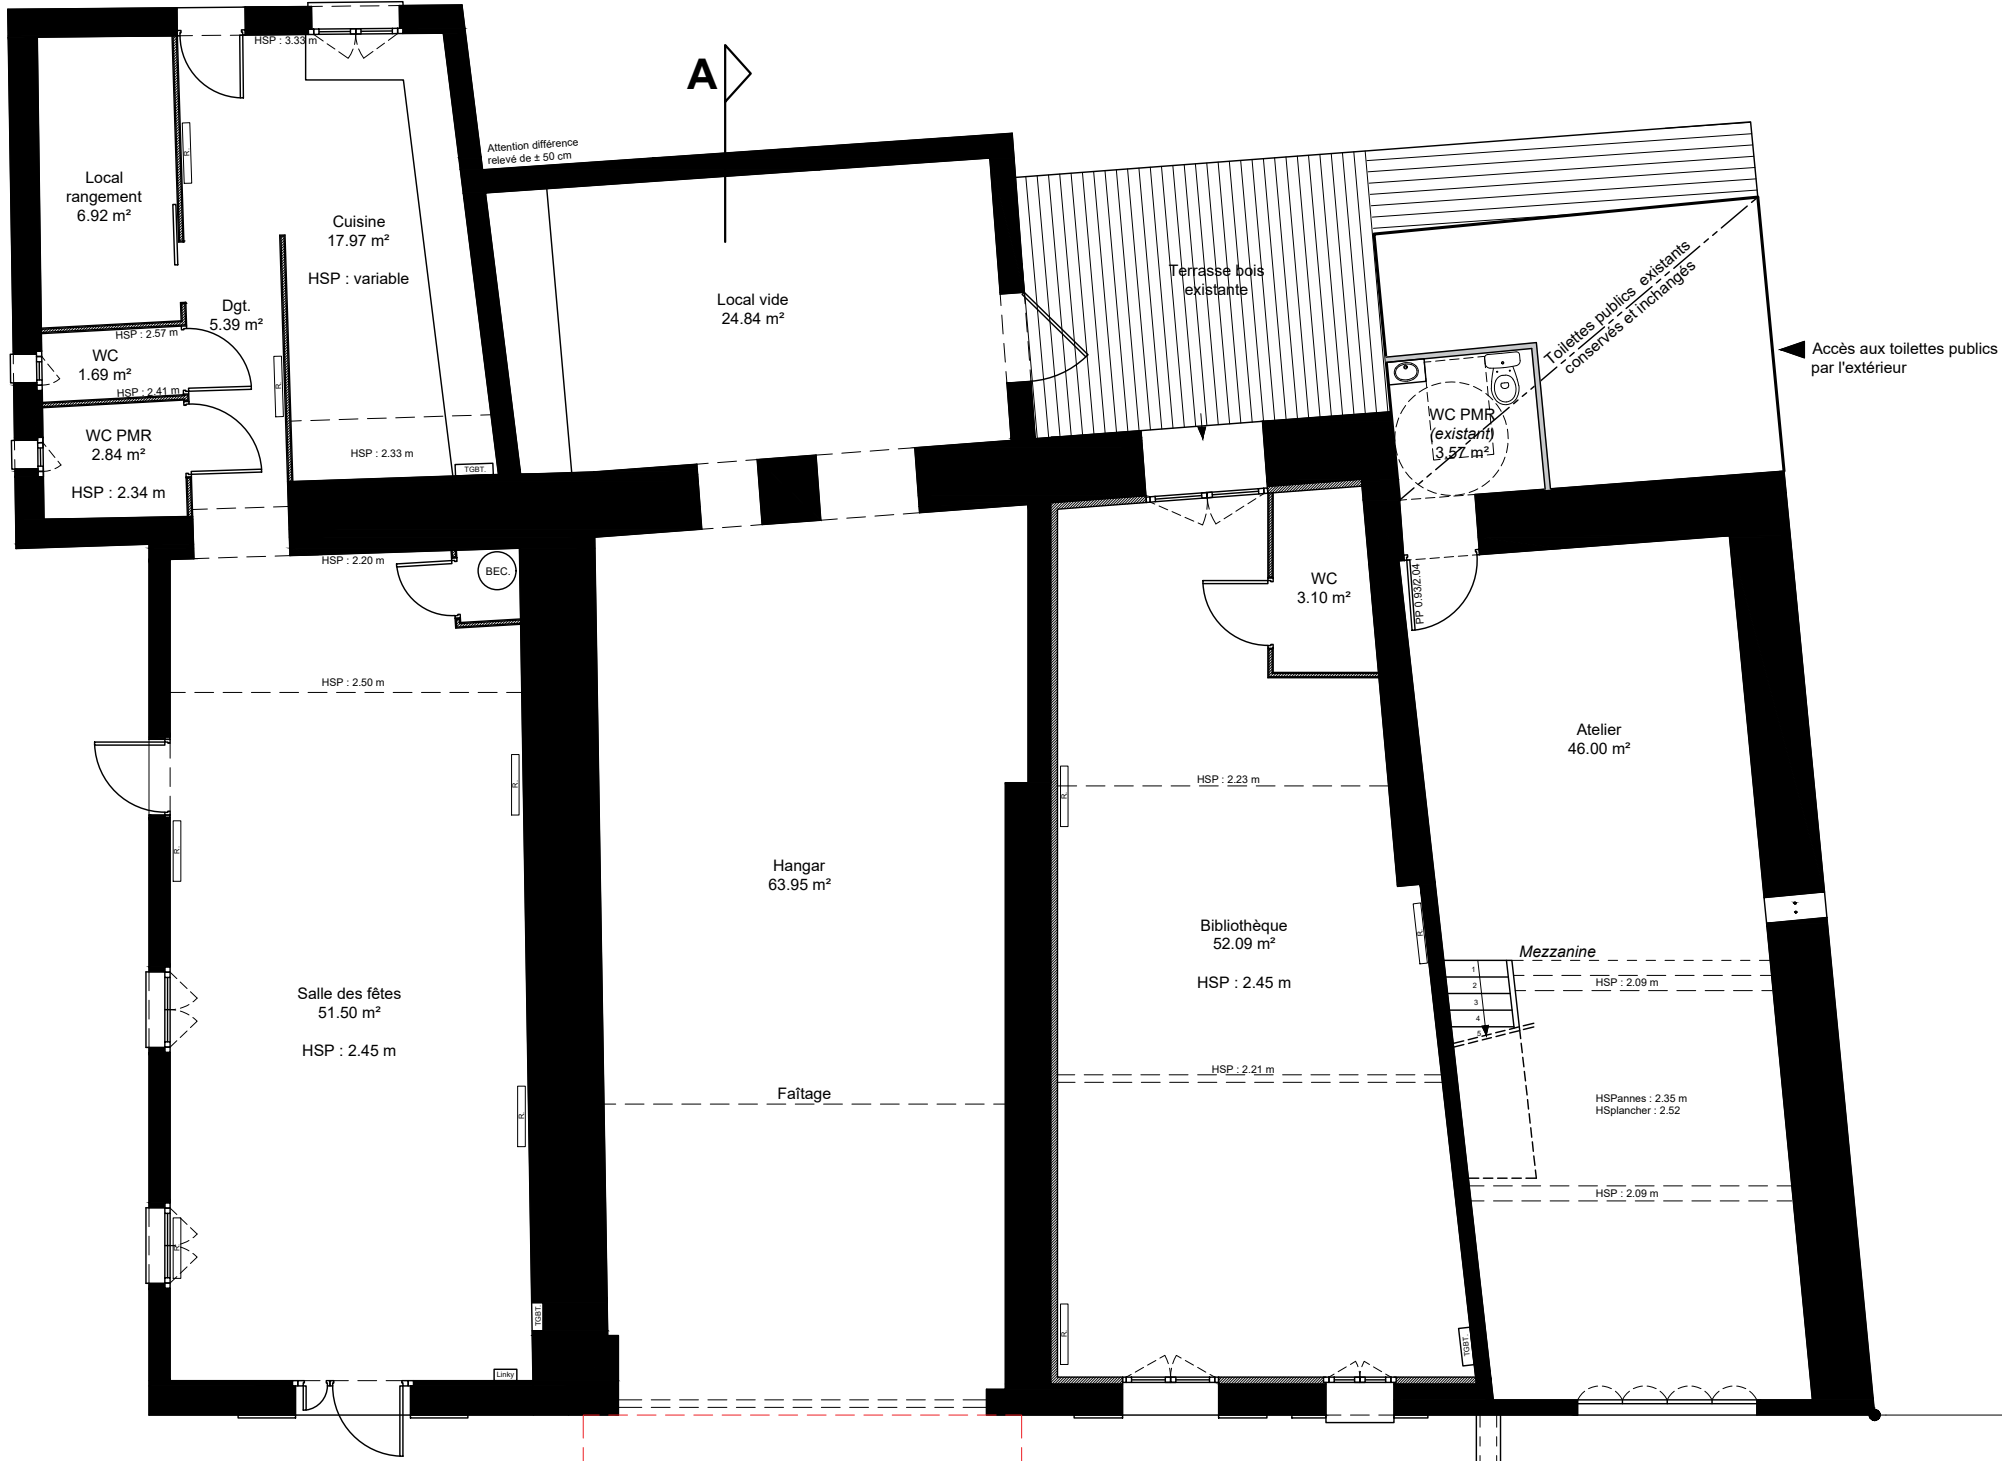 HSP : 3.33 m
A
Attention différence
relevé de ± 50 cm
R.
Local
rangement
6.92 m²
Cuisine
17.97 m²
HSP : variable
Dgt.
5.39 m²
HSP : 2.57 m
WC
1.69 m²
HSP : 2.41 m
R.
WC PMR
2.84 m²
HSP : 2.34 m
HSP : 2.33 m
TGBT.
Local vide
24.84 m²
Terrasse bois
existante
Toilettes publics existants
conservés et inchangés
Accès aux toilettes publics
par l'extérieur
WC PMR
(existant)
3,57 m²
HSP : 2.20 m
BEC.
WC
3.10 m²
PP 0.93/2.04
HSP : 2.50 m
R.
R.
Atelier
46.00 m²
HSP : 2.23 m
R.
Hangar
63.95 m²
Bibliothèque
52.09 m²
HSP : 2.45 m
R.
Mezzanine
HSP : 2.09 m
1
2
3
4
5
Salle des fêtes
51.50 m²
HSP : 2.45 m
HSP : 2.21 m
Faîtage
R.
HSPannes : 2.35 m
HSplancher : 2.52
HSP : 2.09 m
R.
TGBT.
Linky
R.
TGBT.